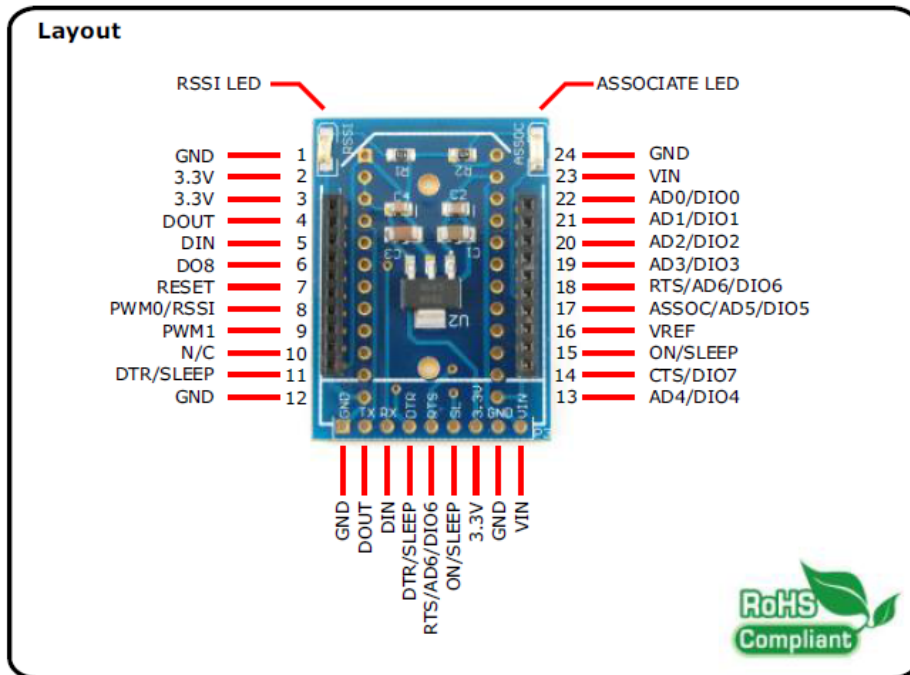 Layout
RSSI LED
ASSOCIATE LED
GND 1
3.3V 2
3.3V 3
DOUT 4
DIN 5
DO8 6
RESET 7
PWM0/RSSI 8
PWM1 9
N/C 10
DTR/SLEEP 11
GND 12
24 GND
23 VIN
22 AD0/DIO0
21 AD1/DIO1
20 AD2/DIO2
19 AD3/DIO3
18 RTS/AD6/DIO6
17 ASSOC/AD5/DIO5
16 VREF
15 ON/SLEEP
14 CTS/DIO7
13 AD4/DIO4
RSSI
ASSOC
R1
R2
C3
C1
U2
GND TX RX DTR RTS SL 3.3V GND VIN
GND
DOUT
DIN
DTR/SLEEP
RTS/AD6/DIO6
ON/SLEEP
3.3V
GND
VIN
RoHS
Compliant